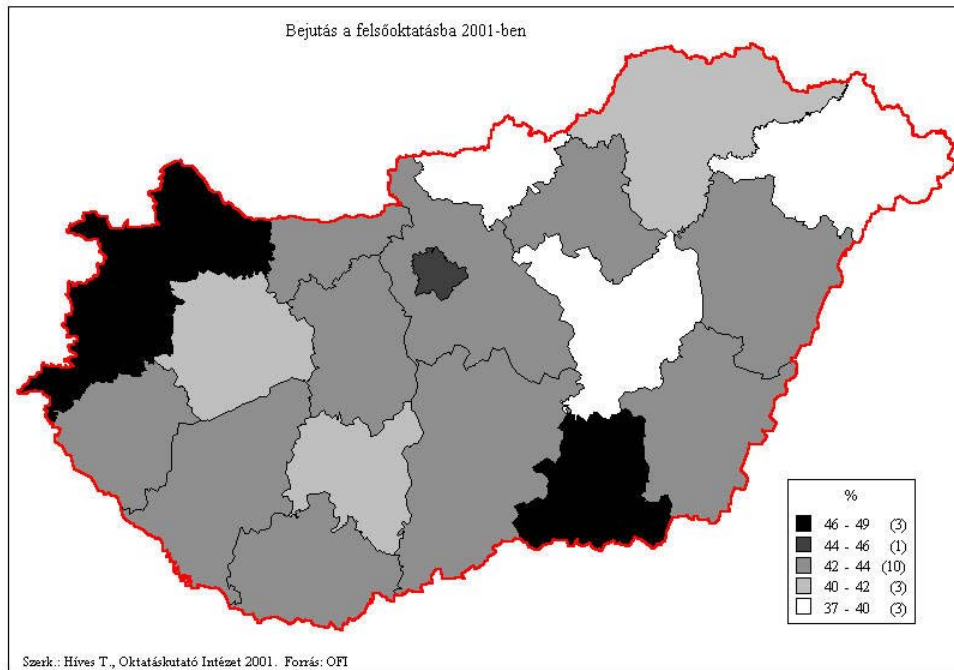 Bejutás a felsőoktatásba 2001-ben
%
46 - 49 (3)
44 - 46 (1)
42 - 44 (10)
40 - 42 (3)
37 - 40 (3)
Szerk.: Híves T., Oktatáskutató Intézet 2001. Forrás: OFI